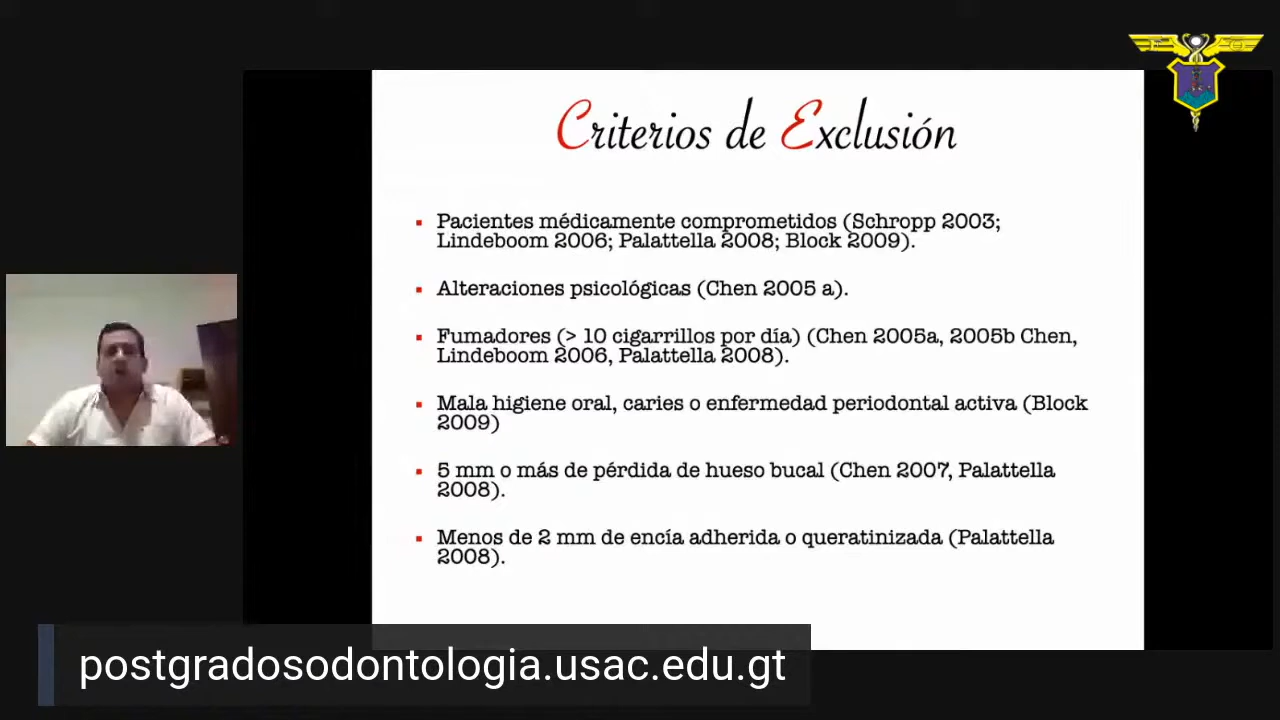 Criterios de Exclusión
Pacientes médicamente comprometidos (Schropp 2003;
Lindeboom 2006; Palattella 2008; Block 2009).
Alteraciones psicológicas (Chen 2005 a).
Fumadores (> 10 cigarrillos por día) (Chen 2005a, 2005b Chen,
Lindeboom 2006, Palattella 2008).
Mala higiene oral, caries o enfermedad periodontal activa (Block
2009)
5 mm o más de pérdida de hueso bucal (Chen 2007, Palattella
2008).
Menos de 2 mm de encía adherida o queratinizada (Palattella
2008).
postgradosodontologia.usac.edu.gt